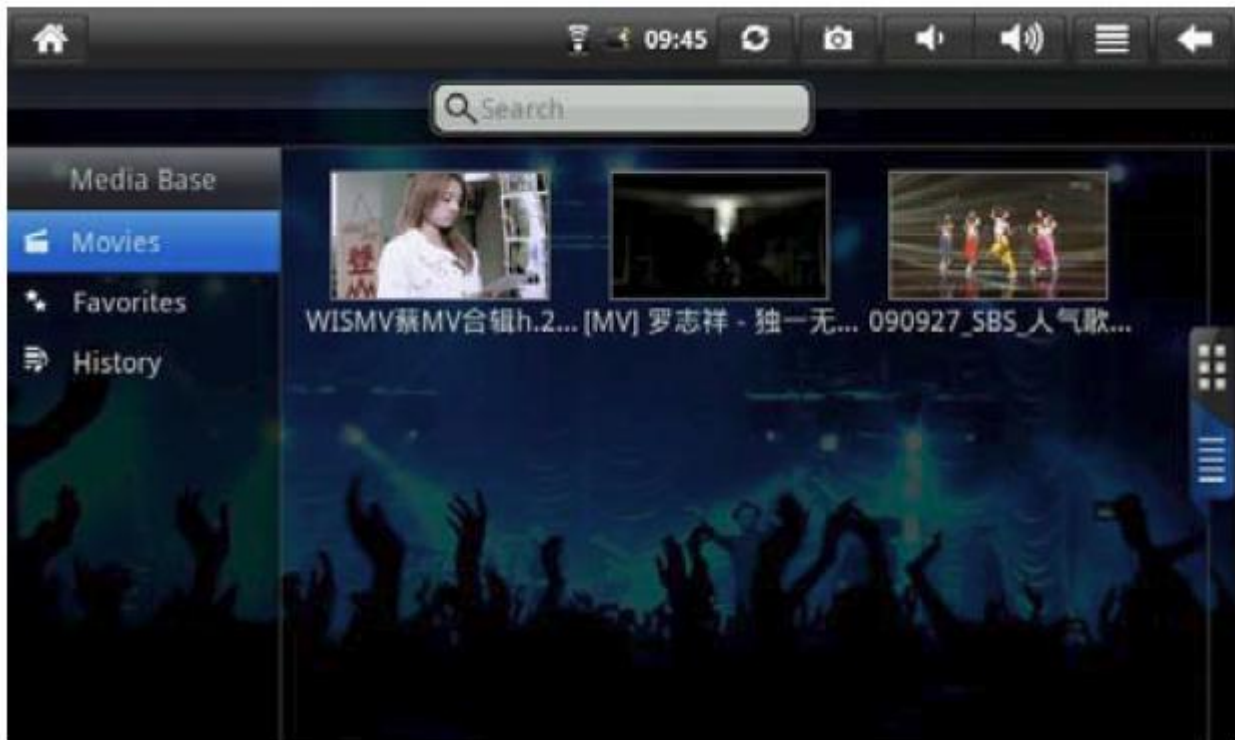 09:45
Search
Media Base
Movies
Favorites
History
WISMV蔡MV合辑h.2... [MV] 罗志祥 - 独一无... 090927_SBS_人气歌...